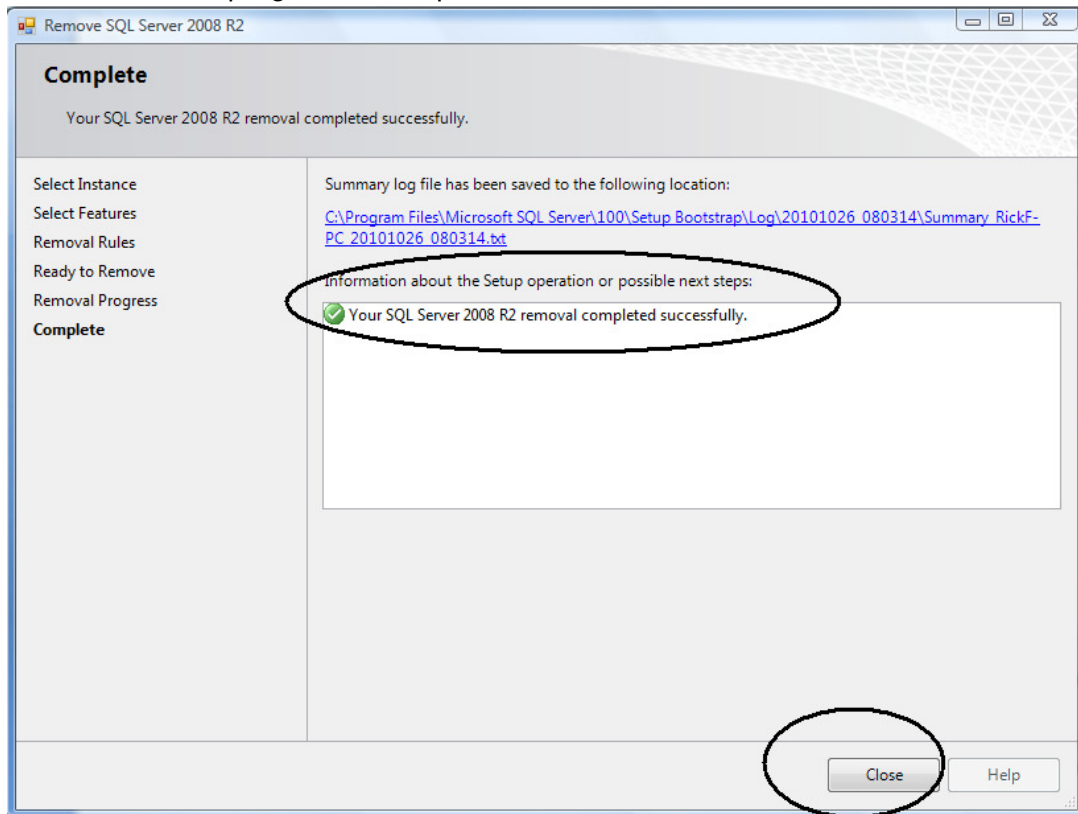 Remove SQL Server 2008 R2
Complete
Your SQL Server 2008 R2 removal completed successfully.
Select Instance
Select Features
Removal Rules
Ready to Remove
Removal Progress
Complete
Summary log file has been saved to the following location:
C:\Program Files\Microsoft SQL Server\100\Setup Bootstrap\Log\20101026_080314\Summary_RickF-
PC_20101026_080314.txt
Information about the Setup operation or possible next steps:
Your SQL Server 2008 R2 removal completed successfully.
Close
Help